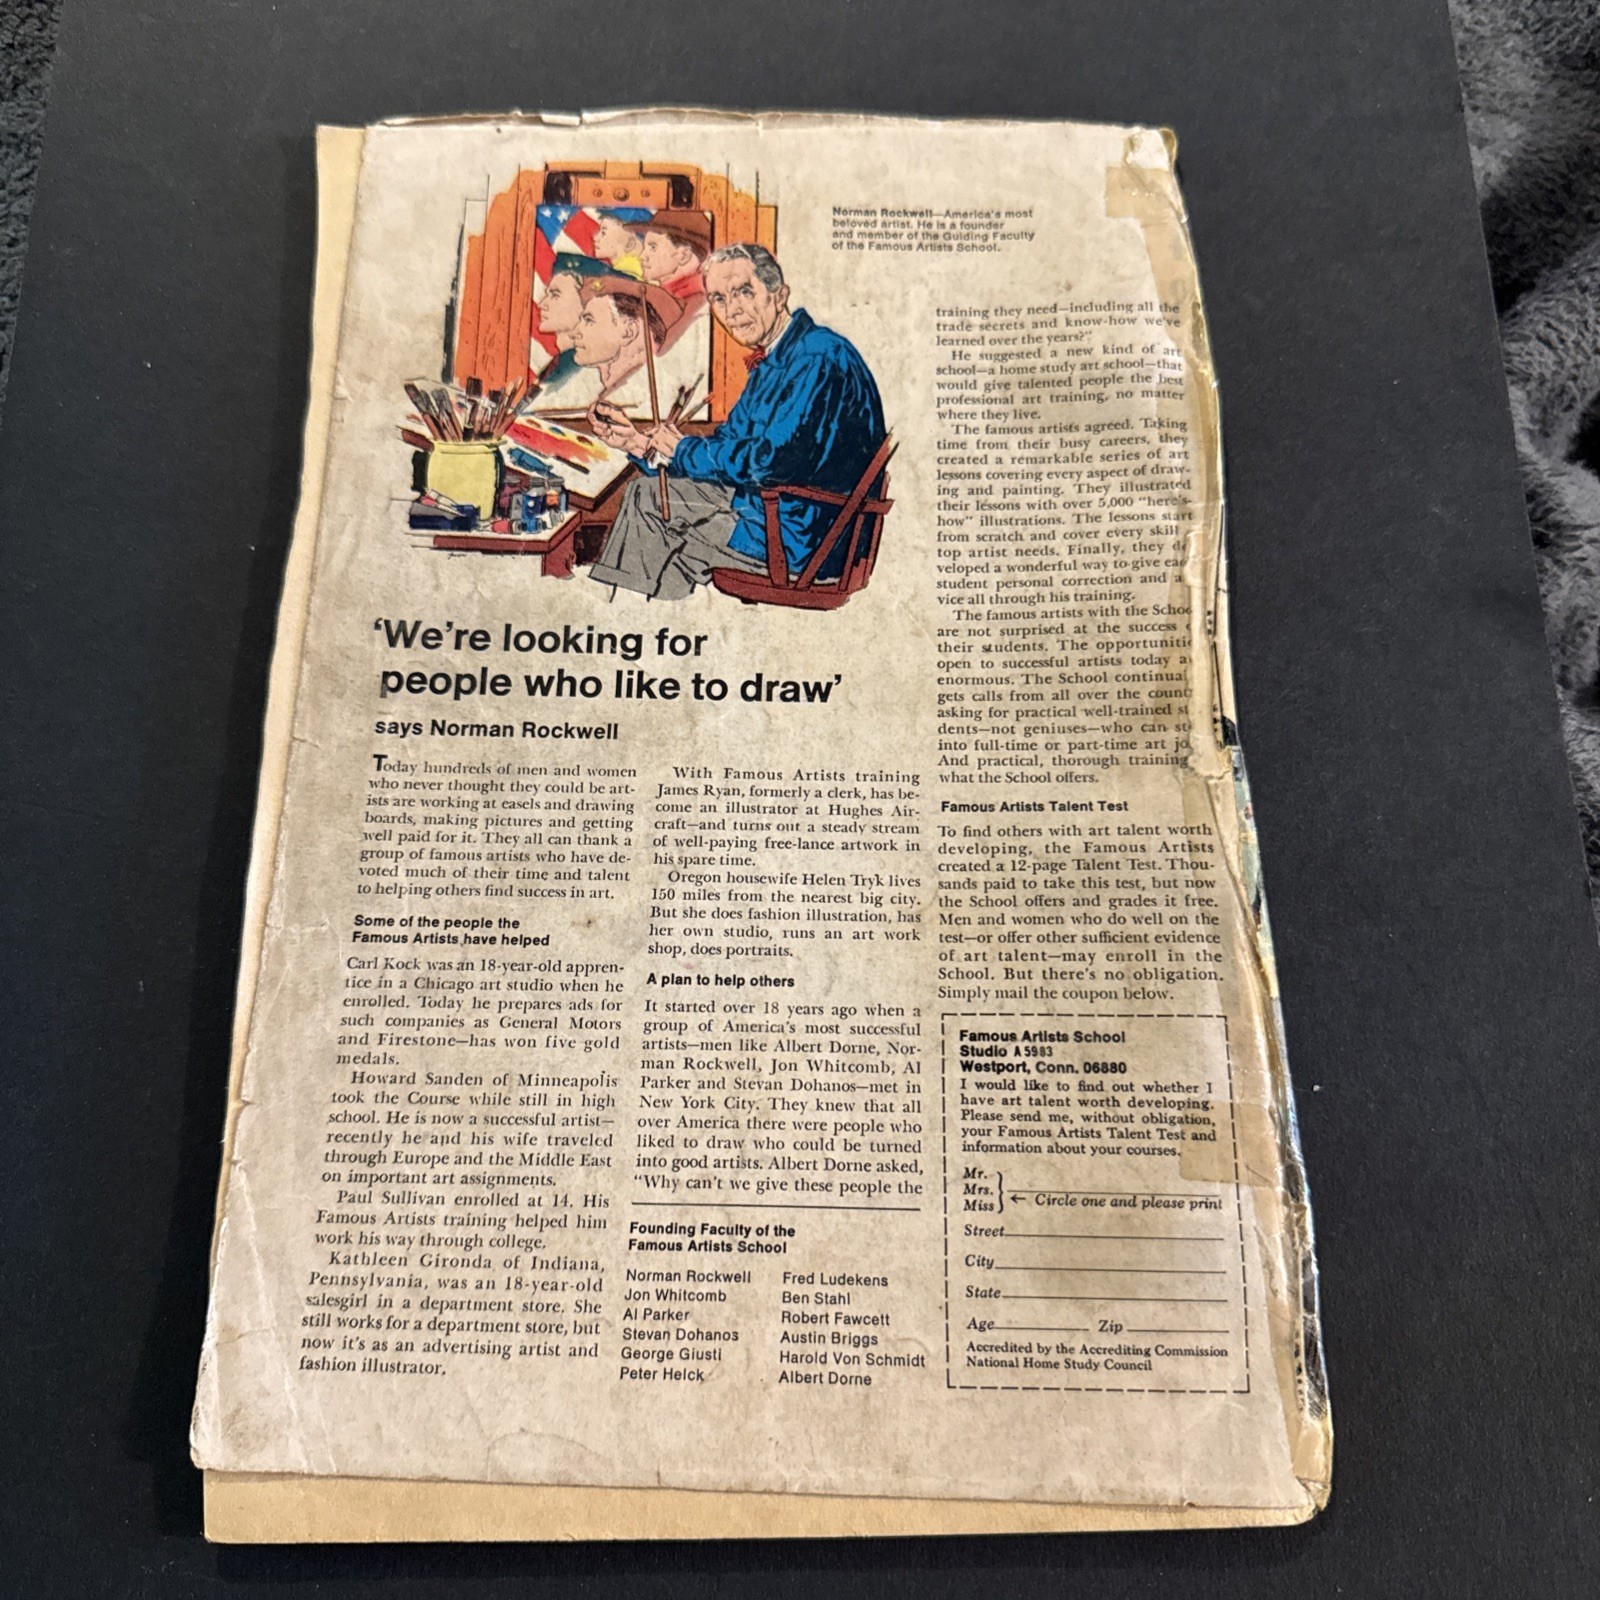 Norman Rockwell—America's most
beloved artist. He is a founder
and member of the Guiding Faculty
of the Famous Artists School.
'We're looking for
people who like to draw'
says Norman Rockwell
Today hundreds of men and women
who never thought they could be art-
ists are working at easels and drawing
boards, making pictures and getting
well paid for it. They all can thank a
group of famous artists who have de-
voted much of their time and talent
to helping others find success in art.
Some of the people the
Famous Artists have helped
Carl Kock was an 18-year-old appren-
tice in a Chicago art studio when he
enrolled. Today he prepares ads for
such companies as General Motors
and Firestone—has won five gold
medals.
Howard Sanden of Minneapolis
took the Course while still in high
school. He is now a successful artist—
recently he and his wife traveled
through Europe and the Middle East
on important art assignments.
Paul Sullivan enrolled at 14. His
Famous Artists training helped him
work his way through college.
Kathleen Gironda of Indiana,
Pennsylvania, was an 18-year-old
salesgirl in a department store. She
still works for a department store, but
now it's as an advertising artist and
fashion illustrator.
With Famous Artists training
James Ryan, formerly a clerk, has be-
come an illustrator at Hughes Air-
craft—and turns out a steady stream
of well-paying free-lance artwork in
his spare time.
Oregon housewife Helen Tryk lives
150 miles from the nearest big city.
But she does fashion illustration, has
her own studio, runs an art work
shop, does portraits.
A plan to help others
It started over 18 years ago when a
group of America's most successful
artists—men like Albert Dorne, Nor-
man Rockwell, Jon Whitcomb, Al
Parker and Stevan Dohanos—met in
New York City. They knew that all
over America there were people who
liked to draw who could be turned
into good artists. Albert Dorne asked,
"Why can't we give these people the
Founding Faculty of the
Famous Artists School
Norman Rockwell
Jon Whitcomb
Al Parker
Stevan Dohanos
George Giusti
Peter Helck
Fred Ludekens
Ben Stahl
Robert Fawcett
Austin Briggs
Harold Von Schmidt
Albert Dorne
training they need—including all the
trade secrets and know-how we've
learned over the years?"
He suggested a new kind of art
school—a home study art school—that
would give talented people the best
professional art training, no matter
where they live.
The famous artists agreed. Taking
time from their busy careers, they
created a remarkable series of art
lessons covering every aspect of draw-
ing and painting. They illustrated
their lessons with over 5,000 "here's-
how" illustrations. The lessons start
from scratch and cover every skill
top artist needs. Finally, they d
veloped a wonderful way to give ea
student personal correction and a
vice all through his training.
The famous artists with the Schoo
are not surprised at the success
their students. The opportuniti
open to successful artists today a
enormous. The School continual
gets calls from all over the count
asking for practical well-trained st
dents—not geniuses—who can st
into full-time or part-time art jo
And practical, thorough training
what the School offers.
Famous Artists Talent Test
To find others with art talent worth
developing, the Famous Artists
created a 12-page Talent Test. Thou-
sands paid to take this test, but now
the School offers and grades it free.
Men and women who do well on the
test—or offer other sufficient evidence
of art talent—may enroll in the
School. But there's no obligation.
Simply mail the coupon below.
Famous Artists School
Studio A5983
Westport, Conn. 06880
I would like to find out whether I
have art talent worth developing.
Please send me, without obligation,
your Famous Artists Talent Test and
information about your courses.
Mr.
Mrs.
Miss
← Circle one and please print
Street
City
State
Age Zip
Accredited by the Accrediting Commission
National Home Study Council